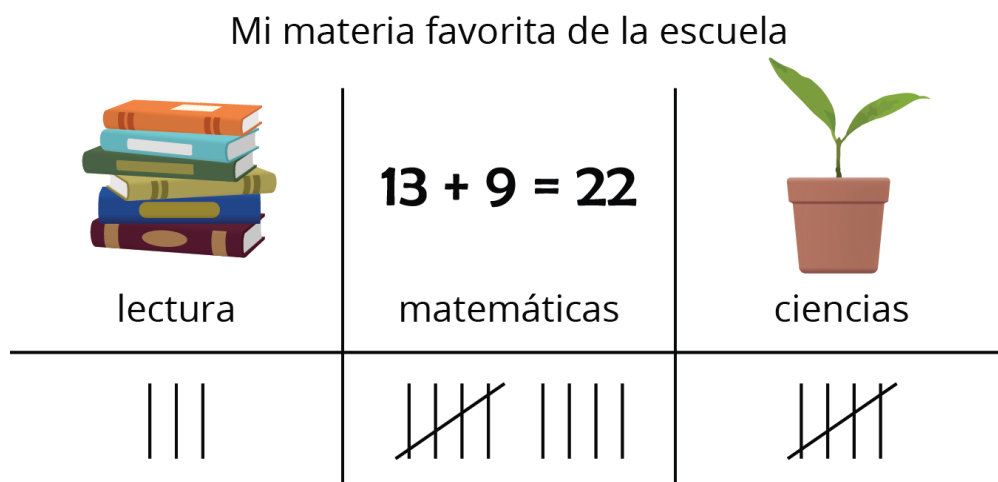 Mi materia favorita de la escuela
13 + 9 = 22
lectura
matemáticas
ciencias